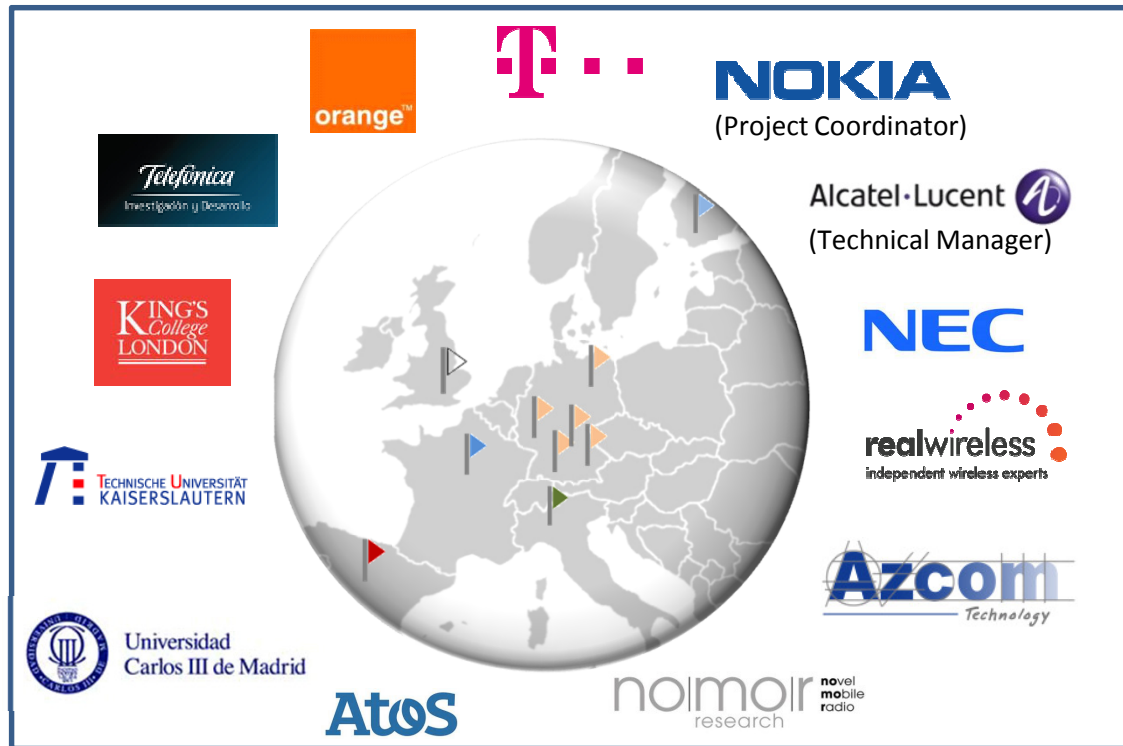 orange™
T
NOKIA
(Project Coordinator)
Telefónica
Investigación y Desarrollo
Alcatel·Lucent
(Technical Manager)
KING'S
College
LONDON
NEC
realwireless
independent wireless experts
TECHNISCHE UNIVERSITÄT
KAISERSLAUTERN
Azcom
Technology
Universidad
Carlos III de Madrid
Atos
nomor
research
novel
mobile
radio